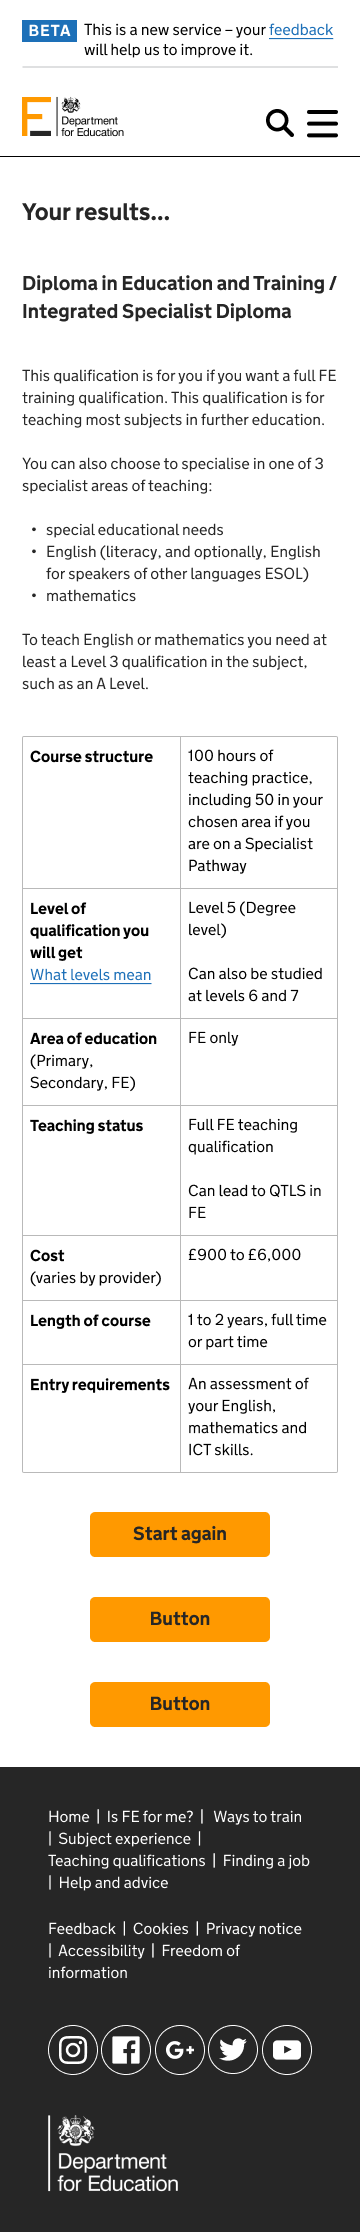 BETA This is a new service – your feedback
will help us to improve it.
Department
for Education
Your results...
Diploma in Education and Training /
Integrated Specialist Diploma
This qualification is for you if you want a full FE
training qualification. This qualification is for
teaching most subjects in further education.
You can also choose to specialise in one of 3
specialist areas of teaching:
• special educational needs
• English (literacy, and optionally, English
for speakers of other languages ESOL)
• mathematics
To teach English or mathematics you need at
least a Level 3 qualification in the subject,
such as an A Level.
Course structure
100 hours of
teaching practice,
including 50 in your
chosen area if you
are on a Specialist
Pathway
Level of
qualification you
will get
What levels mean
Level 5 (Degree
level)
Can also be studied
at levels 6 and 7
Area of education
(Primary,
Secondary, FE)
FE only
Teaching status
Full FE teaching
qualification
Can lead to QTLS in
FE
Cost
(varies by provider)
£900 to £6,000
Length of course
1 to 2 years, full time
or part time
Entry requirements
An assessment of
your English,
mathematics and
ICT skills.
Start again
Button
Button
Home | Is FE for me? | Ways to train
| Subject experience |
Teaching qualifications | Finding a job
| Help and advice
Feedback | Cookies | Privacy notice
| Accessibility | Freedom of
information
Department
for Education